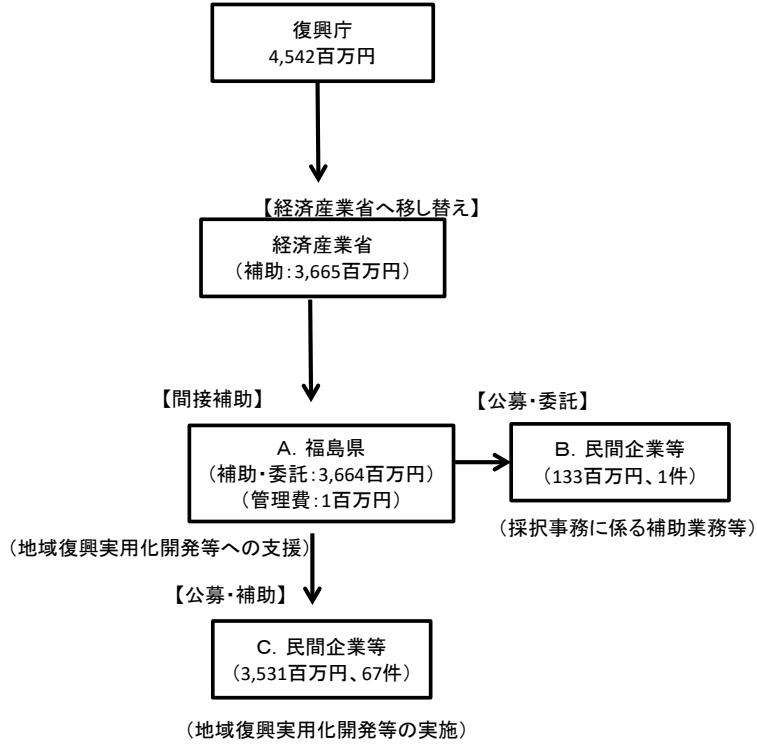 復興庁
4,542百万円
【経済産業省へ移し替え】
経済産業省
（補助：3,665百万円）
【間接補助】
【公募・委託】
A．福島県
（補助・委託：3,664百万円）
（管理費：1百万円）
B．民間企業等
（133百万円、1件）
（採択事務に係る補助業務等）
（地域復興実用化開発等への支援）
【公募・補助】
C．民間企業等
（3,531百万円、67件）
（地域復興実用化開発等の実施）